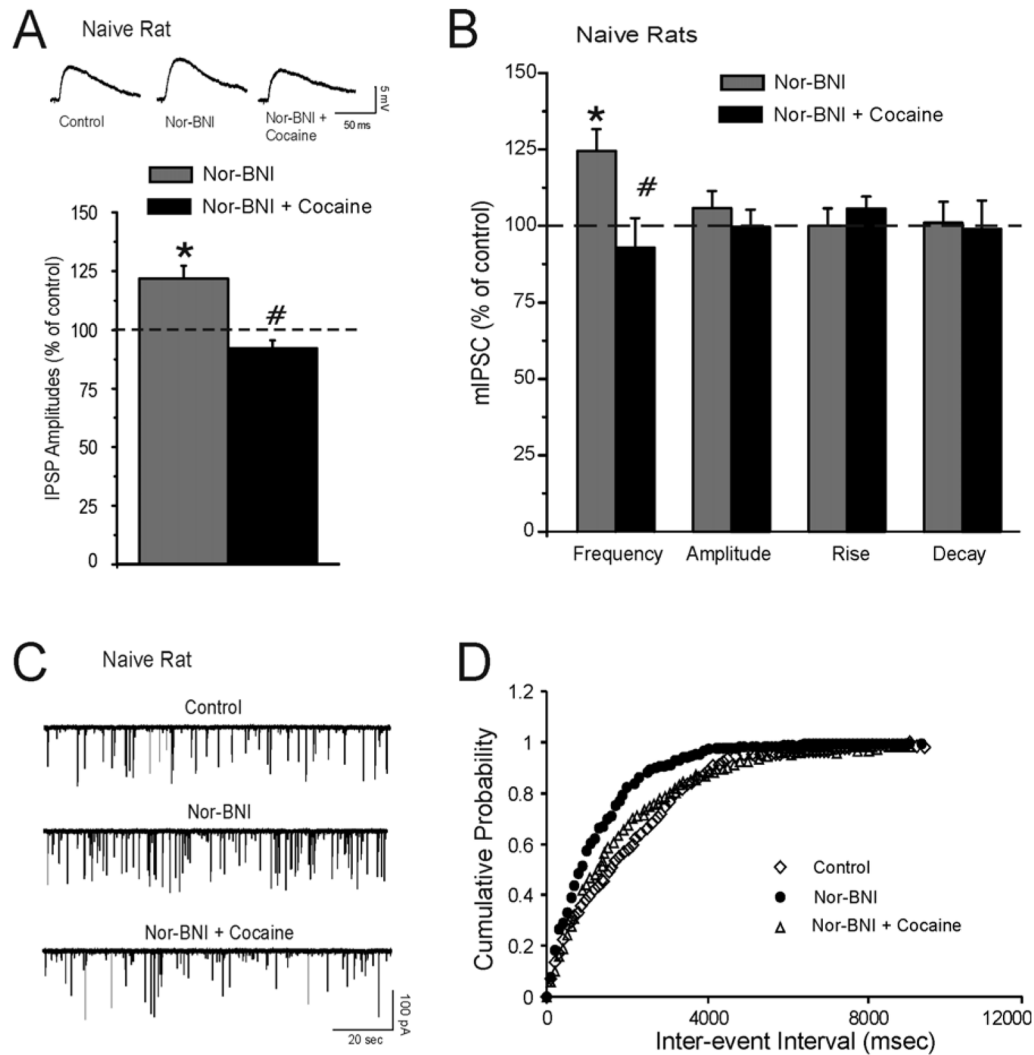 A
Naive Rat
Control
Nor-BNI
Nor-BNI +
Cocaine
5 mV
50 ms
Nor-BNI
Nor-BNI + Cocaine
IPSP Amplitudes (% of control)
150
125
100
75
50
25
0
*
#
B
Naive Rats
Nor-BNI
Nor-BNI + Cocaine
mIPSC (% of control)
150
125
100
75
50
25
0
*
#
Frequency
Amplitude
Rise
Decay
C
Naive Rat
Control
Nor-BNI
Nor-BNI + Cocaine
100 pA
20 sec
D
Cumulative Probability
1.2
1
0.8
0.6
0.4
0.2
0
Control
Nor-BNI
Nor-BNI + Cocaine
0
4000
8000
12000
Inter-event Interval (msec)